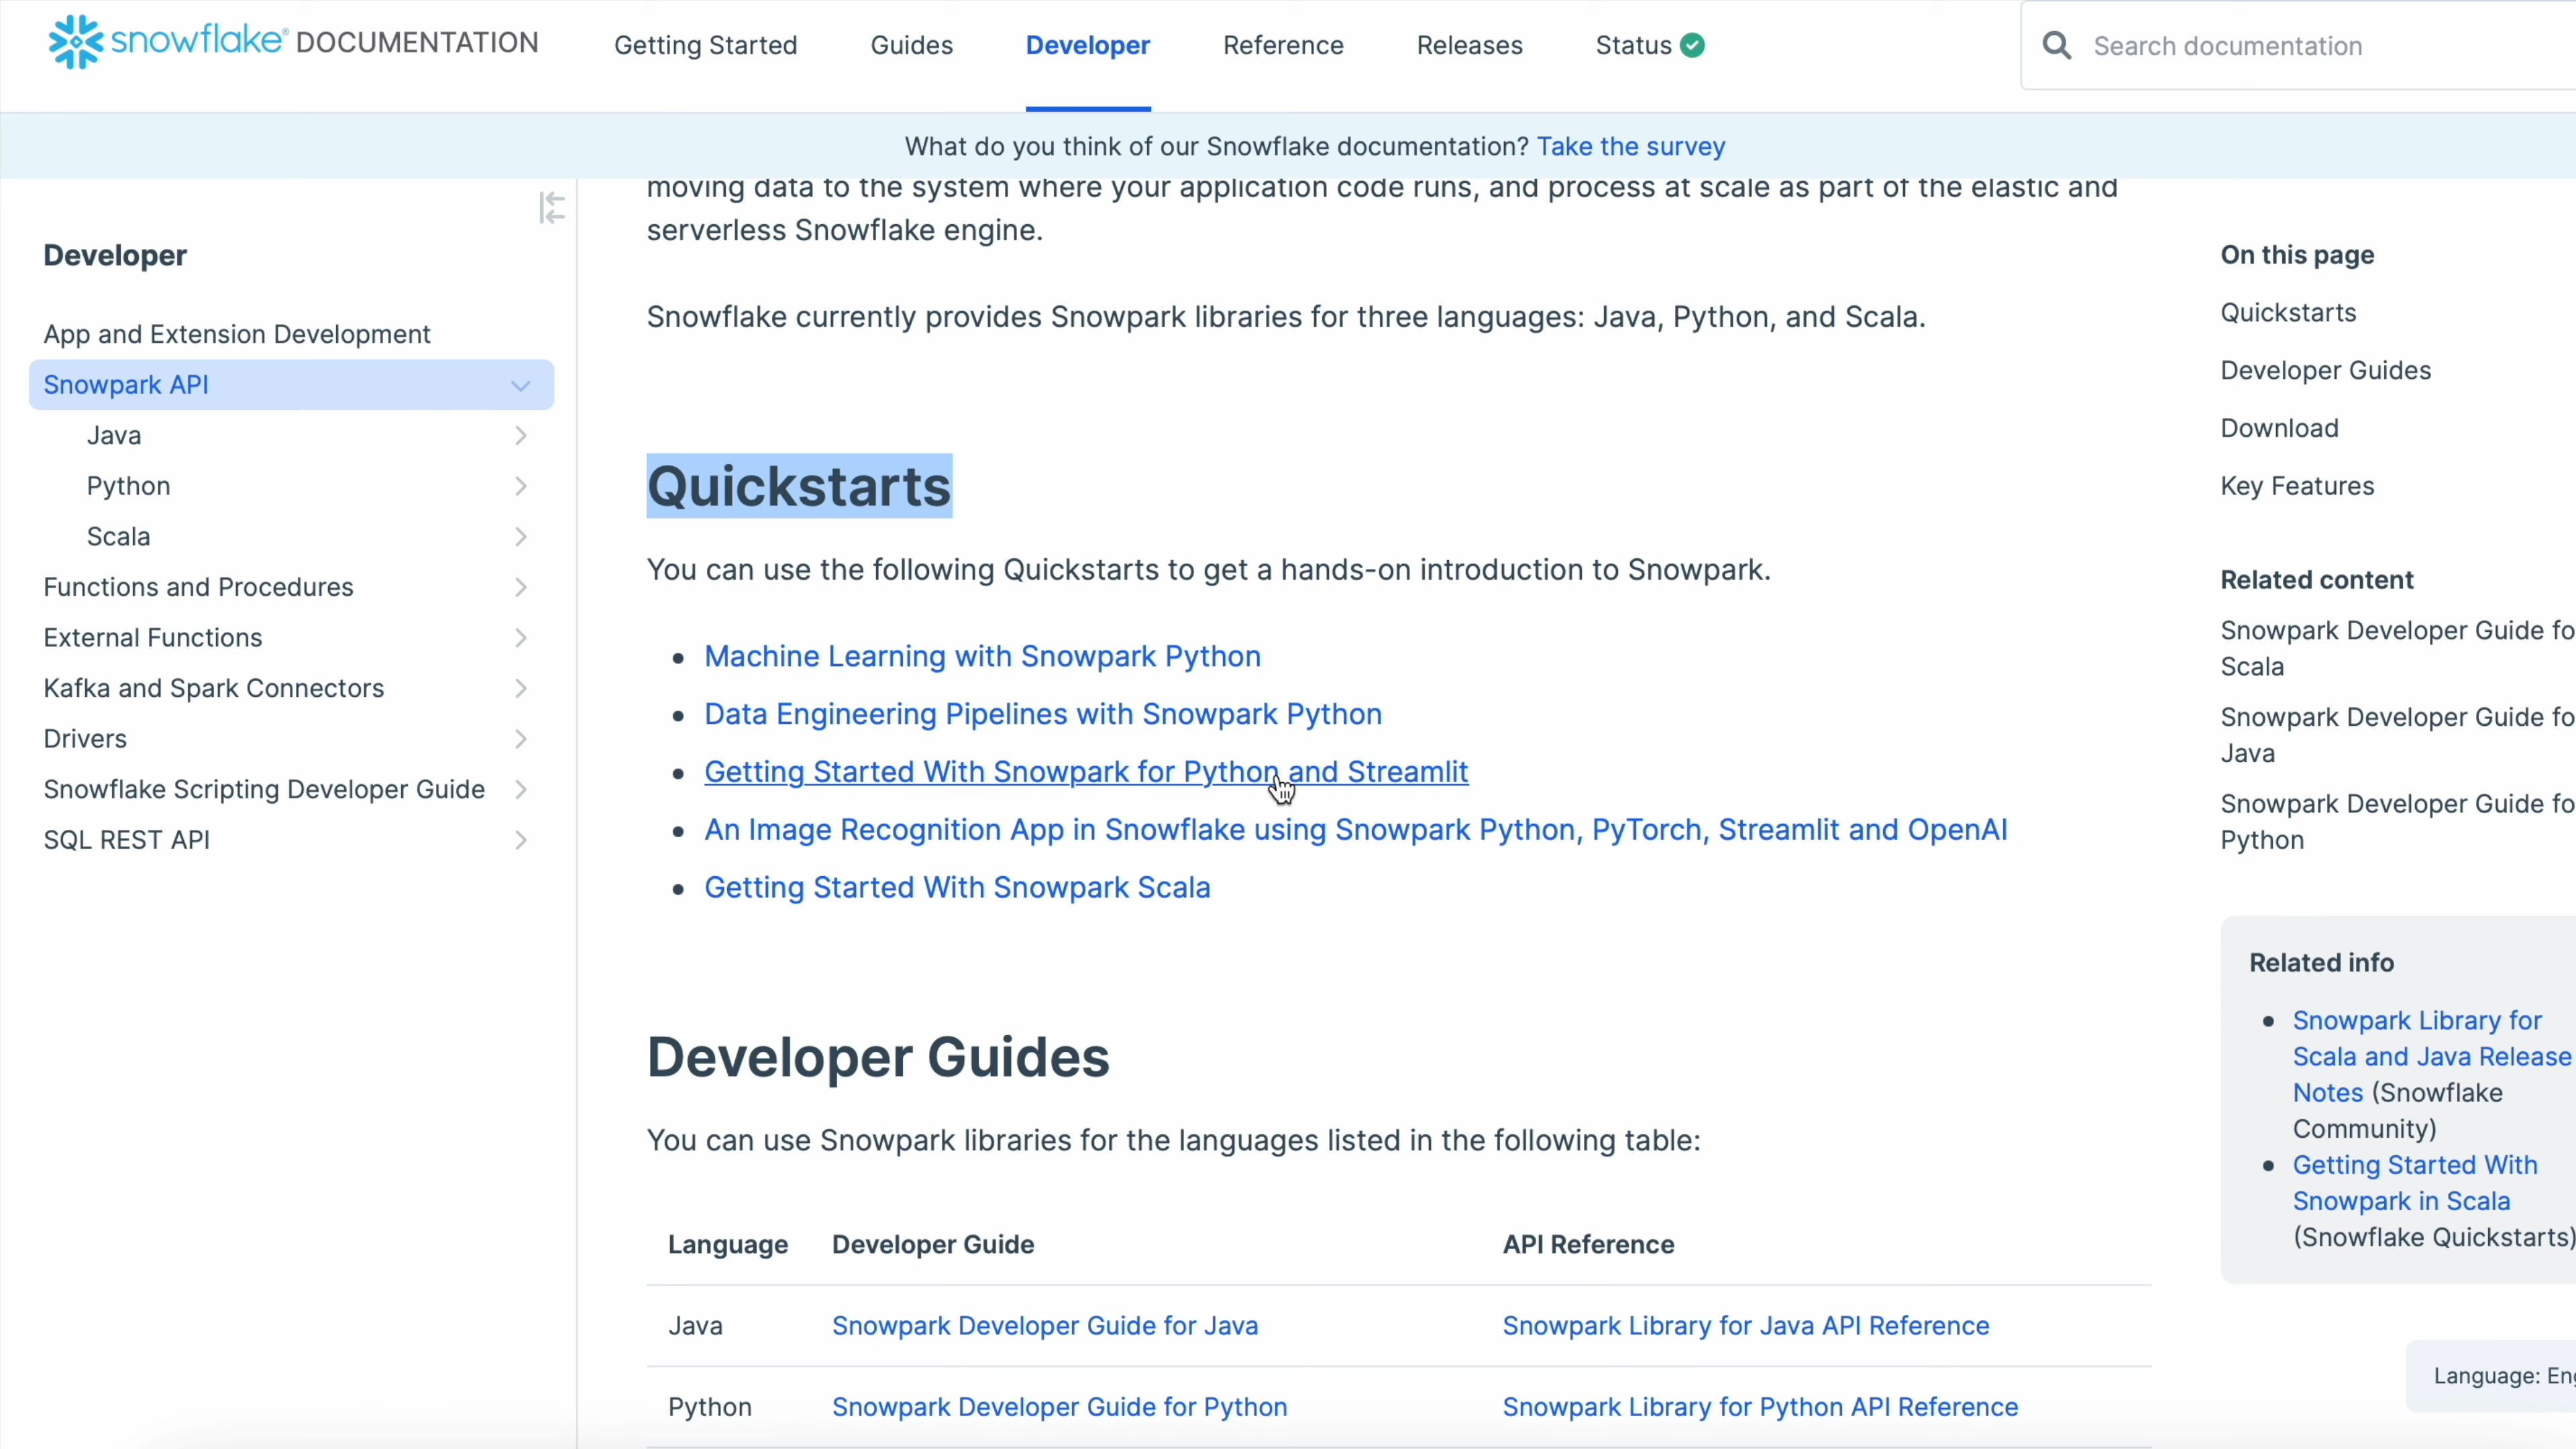 snowflake® DOCUMENTATION
Getting Started
Guides
Developer
Reference
Releases
Status
Search documentation
What do you think of our Snowflake documentation? Take the survey
Developer
App and Extension Development
Snowpark API
Java
Python
Scala
Functions and Procedures
External Functions
Kafka and Spark Connectors
Drivers
Snowflake Scripting Developer Guide
SQL REST API
moving data to the system where your application code runs, and process at scale as part of the elastic and
serverless Snowflake engine.
Snowflake currently provides Snowpark libraries for three languages: Java, Python, and Scala.
Quickstarts
You can use the following Quickstarts to get a hands-on introduction to Snowpark.
Machine Learning with Snowpark Python
Data Engineering Pipelines with Snowpark Python
Getting Started With Snowpark for Python and Streamlit
An Image Recognition App in Snowflake using Snowpark Python, PyTorch, Streamlit and OpenAI
Getting Started With Snowpark Scala
Developer Guides
You can use Snowpark libraries for the languages listed in the following table:
Language Developer Guide API Reference
Java Snowpark Developer Guide for Java Snowpark Library for Java API Reference
Python Snowpark Developer Guide for Python Snowpark Library for Python API Reference
On this page
Quickstarts
Developer Guides
Download
Key Features
Related content
Snowpark Developer Guide fo
Scala
Snowpark Developer Guide fo
Java
Snowpark Developer Guide fo
Python
Related info
Snowpark Library for
Scala and Java Release
Notes (Snowflake
Community)
Getting Started With
Snowpark in Scala
(Snowflake Quickstarts)
Language: Eng